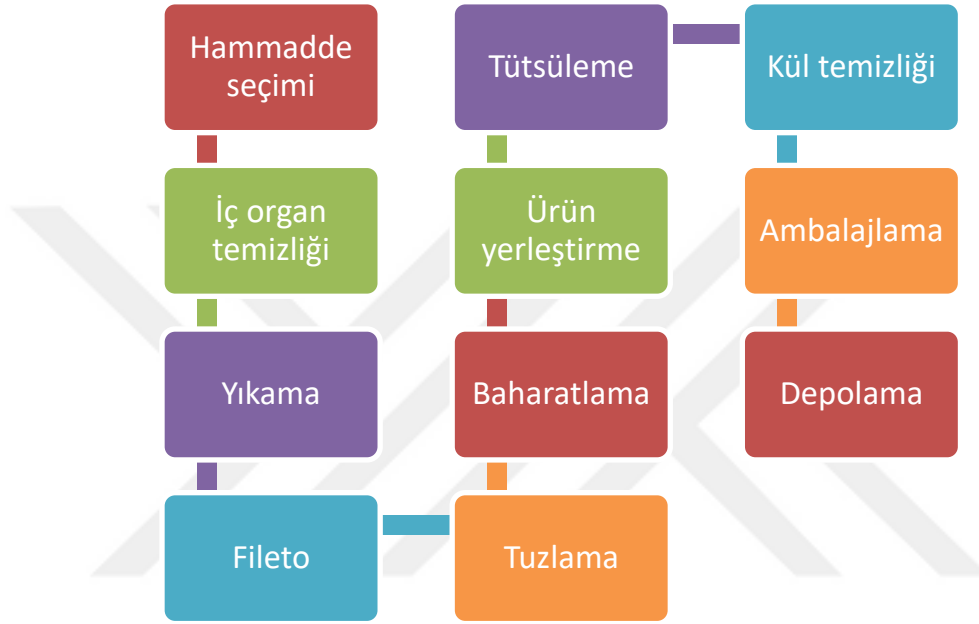 Hammadde
seçimi
İç organ
temizliği
Yıkama
Fileto
Tuzlama
Baharatlama
Ürün
yerleştirme
Tütsüleme
Kül temizliği
Ambalajlama
Depolama